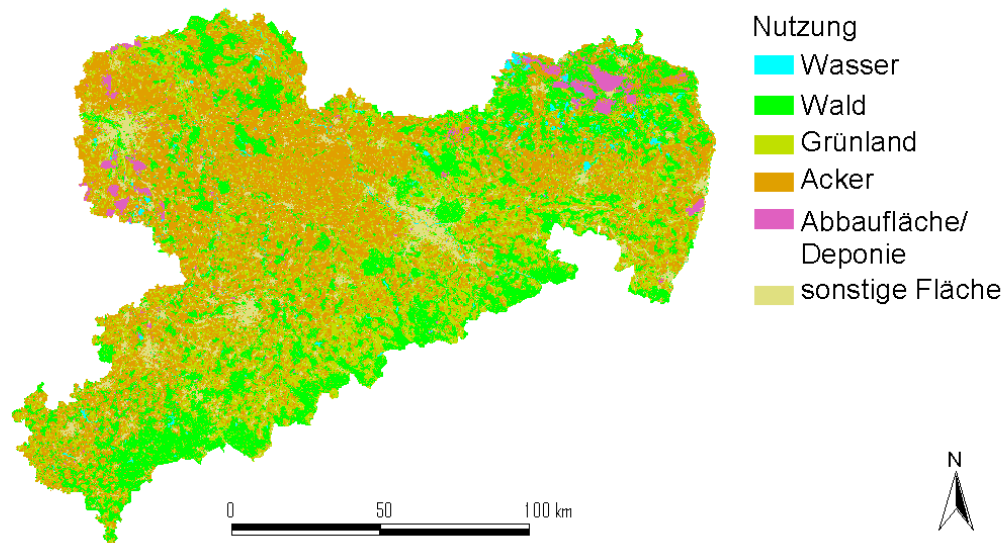 Nutzung
Wasser
Wald
Grünland
Acker
Abbaufläche/
Deponie
sonstige Fläche
N
0 50 100 km